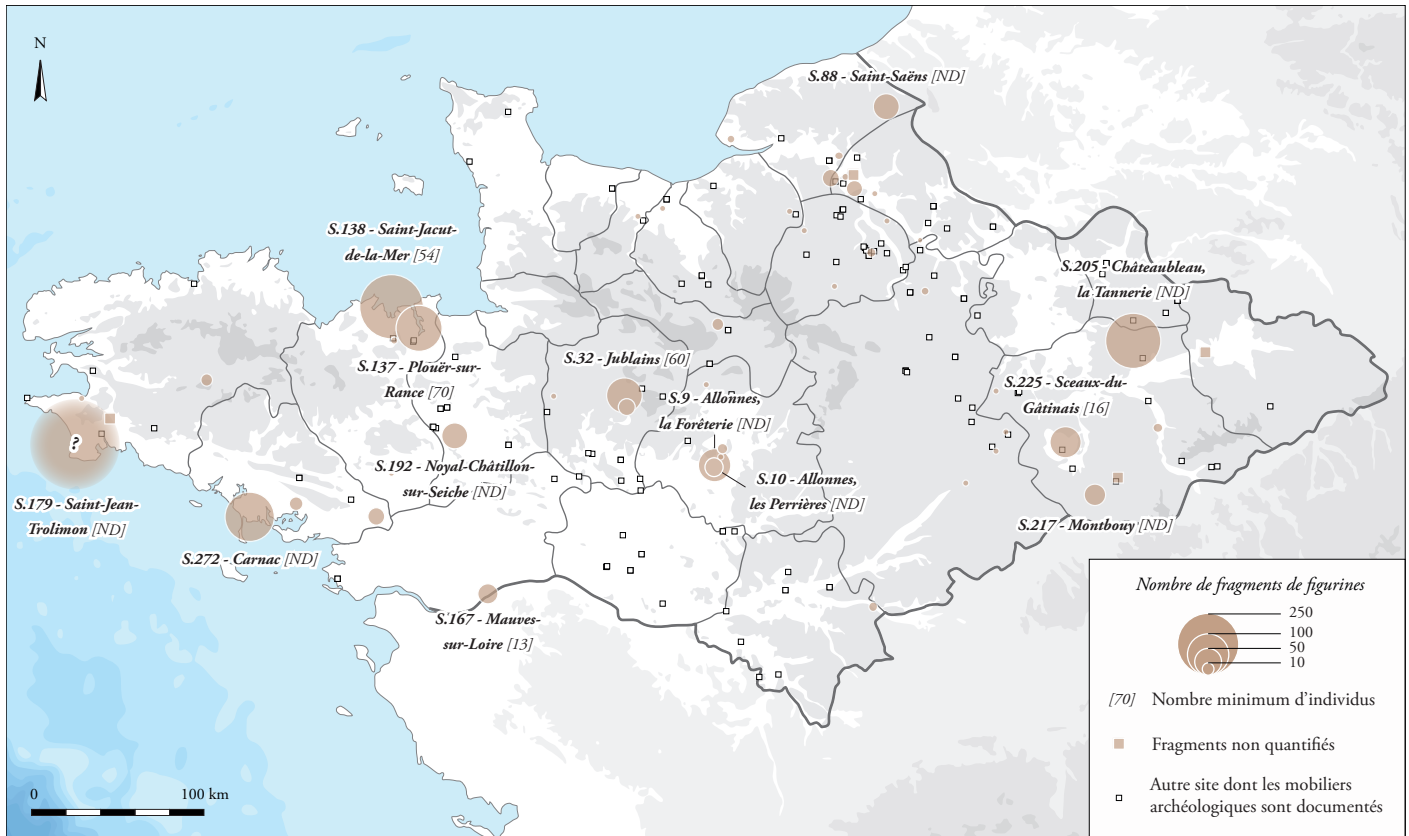 N
S.88 - Saint-Saëns [ND]
S.138 - Saint-Jacut-
de-la-Mer [54]
S.205 - Châteaubleau,
la Tannerie [ND]
S.137 - Plouër-sur-
Rance [70]
S.32 - Jublains [60]
S.9 - Allonnes,
la Forêterie [ND]
S.225 - Sceaux-du-
Gâtinais [16]
?
S.192 - Noyal-Châtillon-
sur-Seiche [ND]
S.10 - Allonnes,
les Perrières [ND]
S.179 - Saint-Jean-
Trolimon [ND]
S.217 - Montbouy [ND]
S.272 - Carnac [ND]
S.167 - Mauves-
sur-Loire [13]
Nombre de fragments de figurines
250
100
50
10
[70] Nombre minimum d'individus
Fragments non quantifiés
Autre site dont les mobiliers
archéologiques sont documentés
0 100 km